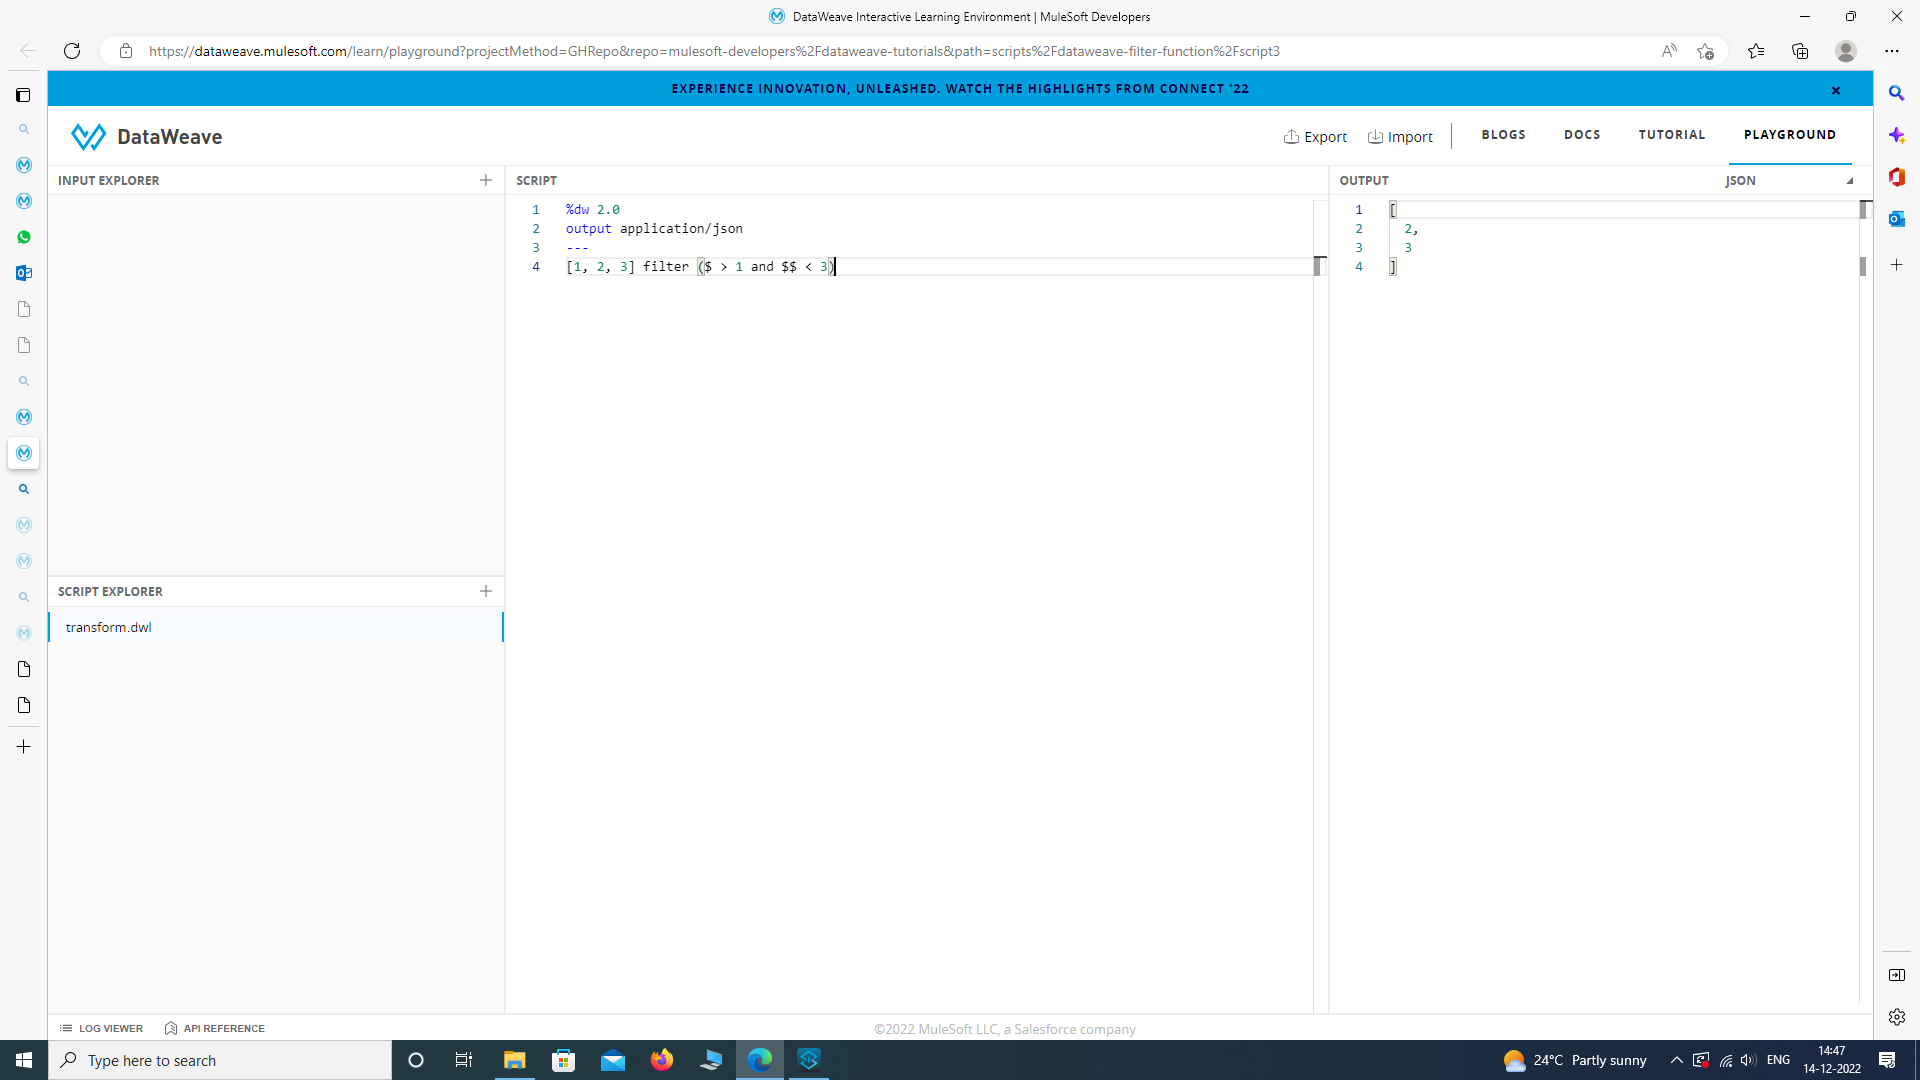 DataWeave Interactive Learning Environment | MuleSoft Developers
https://dataweave.mulesoft.com/learn/playground?projectMethod=GHRepo&repo=mulesoft-developers%2Fdataweave-tutorials&path=scripts%2Fdataweave-filter-function%2Fscript3
EXPERIENCE INNOVATION, UNLEASHED. WATCH THE HIGHLIGHTS FROM CONNECT '22
DataWeave
Export
Import
BLOGS
DOCS
TUTORIAL
PLAYGROUND
INPUT EXPLORER
SCRIPT
1 %dw 2.0
2 output application/json
3 ---
4 [1, 2, 3] filter ($ > 1 and $$ < 3)
OUTPUT
JSON
1 [
2 2,
3 3
4 ]
SCRIPT EXPLORER
transform.dwl
LOG VIEWER
API REFERENCE
©2022 MuleSoft LLC, a Salesforce company
Type here to search
24°C Partly sunny
ENG
14:47
14-12-2022